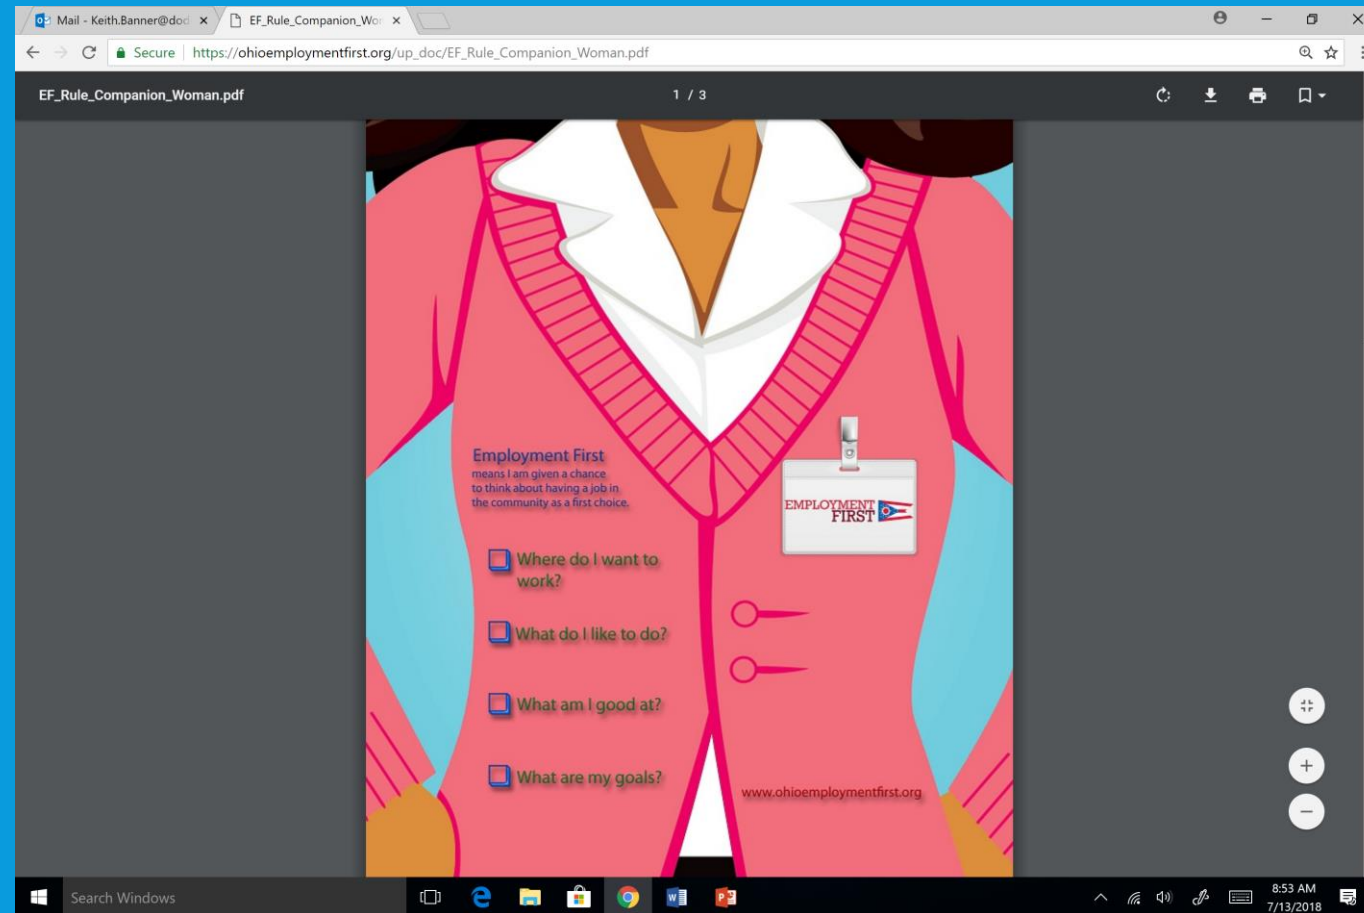 Mail - Keith.Banner@dod
EF_Rule_Companion_Wor
Secure | https://ohioemploymentfirst.org/up_doc/EF_Rule_Companion_Woman.pdf
EF_Rule_Companion_Woman.pdf
1 / 3
Employment First
means I am given a chance
to think about having a job in
the community as a first choice.
EMPLOYMENT
FIRST
Where do I want to
work?
What do I like to do?
What am I good at?
What are my goals?
www.ohioemploymentfirst.org
Search Windows
8:53 AM
7/13/2018